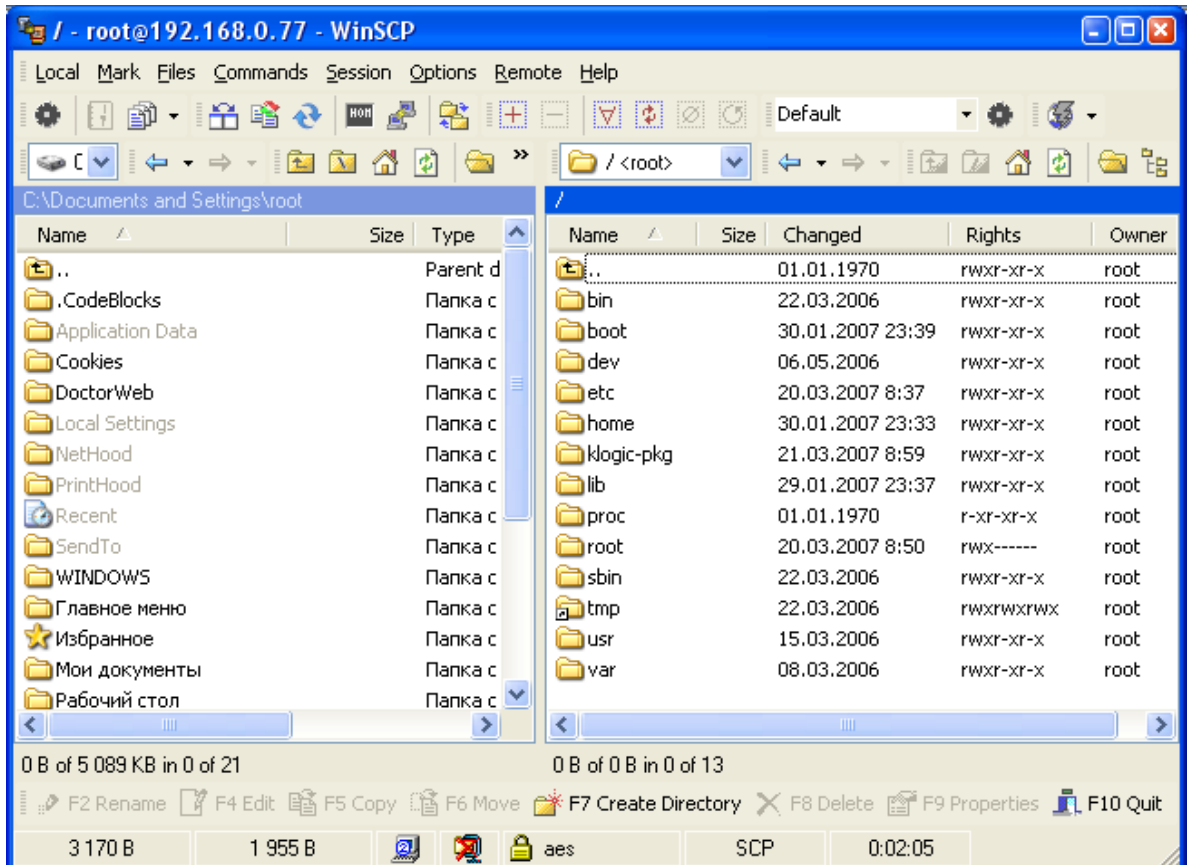 / - root@192.168.0.77 - WinSCP
Local Mark Files Commands Session Options Remote Help
Default
/ <root>
C:\Documents and Settings\root
/
Name Size Type
Name Size Changed Rights Owner
.. Parent d
.. 01.01.1970 rwxr-xr-x root
.CodeBlocks Папка с
bin 22.03.2006 rwxr-xr-x root
Application Data Папка с
boot 30.01.2007 23:39 rwxr-xr-x root
Cookies Папка с
dev 06.05.2006 rwxr-xr-x root
DoctorWeb Папка с
etc 20.03.2007 8:37 rwxr-xr-x root
Local Settings Папка с
home 30.01.2007 23:33 rwxr-xr-x root
NetHood Папка с
klogic-pkg 21.03.2007 8:59 rwxr-xr-x root
PrintHood Папка с
lib 29.01.2007 23:37 rwxr-xr-x root
Recent Папка с
proc 01.01.1970 r-xr-xr-x root
SendTo Папка с
root 20.03.2007 8:50 rwx------ root
WINDOWS Папка с
sbin 22.03.2006 rwxr-xr-x root
Главное меню Папка с
tmp 22.03.2006 rwxrwxrwx root
Избранное Папка с
usr 15.03.2006 rwxr-xr-x root
Мои документы Папка с
var 08.03.2006 rwxr-xr-x root
Рабочий стол Папка с
0 B of 5 089 KB in 0 of 21
0 B of 0 B in 0 of 13
F2 Rename F4 Edit F5 Copy F6 Move F7 Create Directory F8 Delete F9 Properties F10 Quit
3 170 B 1 955 B aes SCP 0:02:05